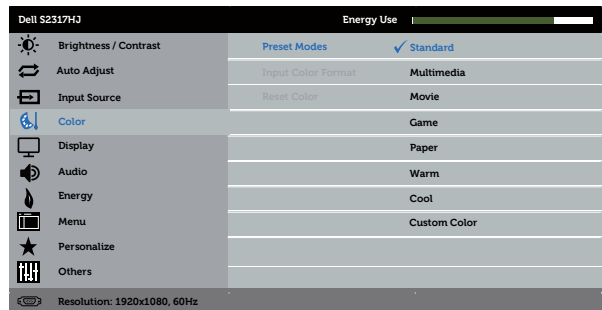 Dell S2317HJ Energy Use
Brightness / Contrast Preset Modes Standard
Auto Adjust Input Color Format Multimedia
Input Source Reset Color Movie
Color Game
Display Paper
Audio Warm
Energy Cool
Menu Custom Color
Personalize
Others
Resolution: 1920x1080, 60Hz